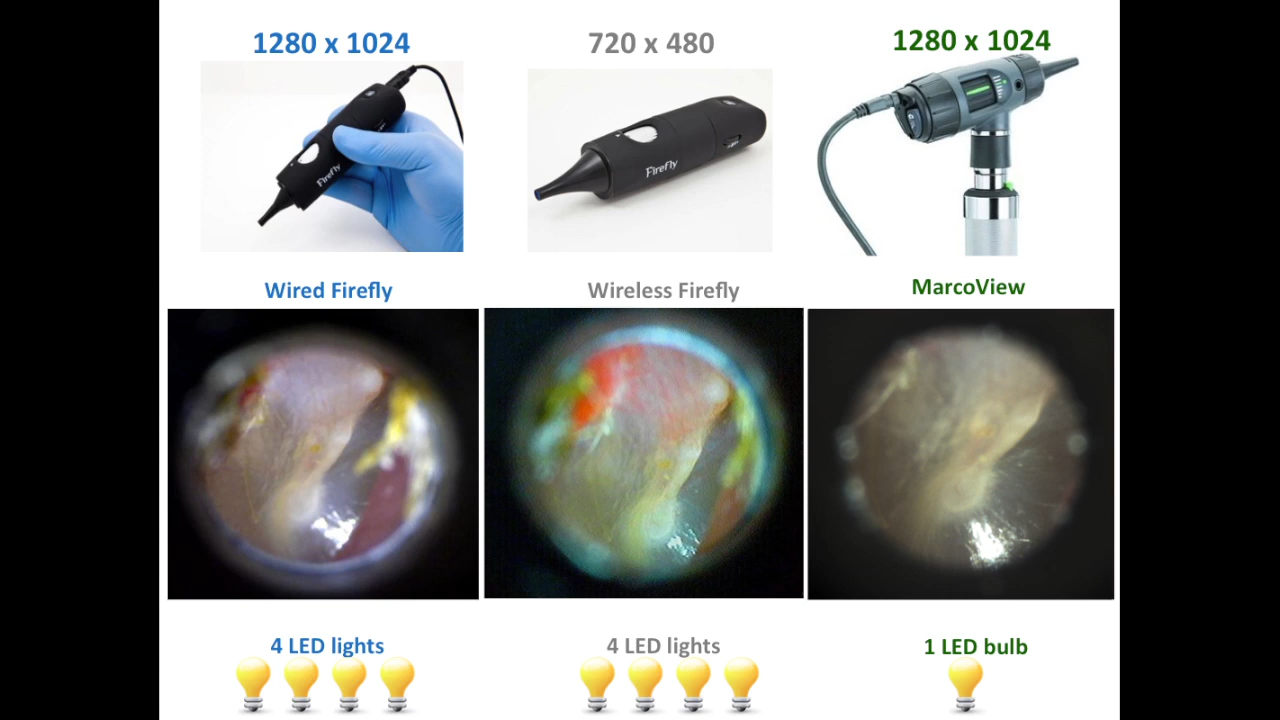 1280 x 1024
720 x 480
1280 x 1024
Firefly
Firefly
Wired Firefly
Wireless Firefly
MarcoView
4 LED lights
4 LED lights
1 LED bulb